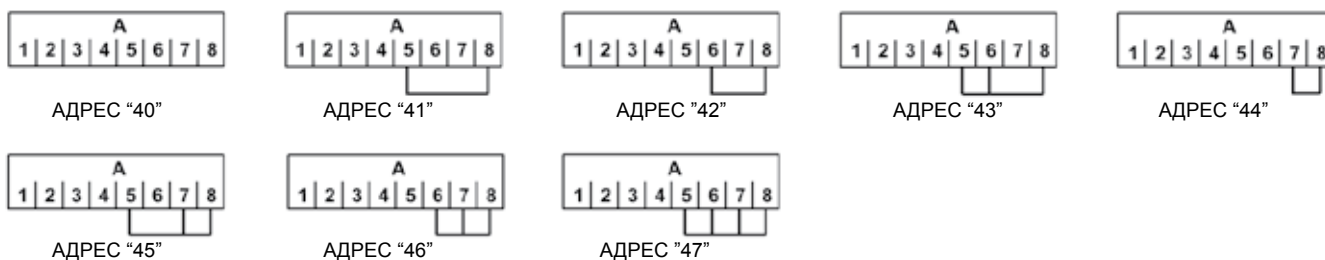 A A A A A
1 2 3 4 5 6 7 8 1 2 3 4 5 6 7 8 1 2 3 4 5 6 7 8 1 2 3 4 5 6 7 8 1 2 3 4 5 6 7 8
АДРЕС “40” АДРЕС “41” АДРЕС ”42” АДРЕС “43” АДРЕС “44”
A A A
1 2 3 4 5 6 7 8 1 2 3 4 5 6 7 8 1 2 3 4 5 6 7 8
АДРЕС “45” АДРЕС “46” АДРЕС ”47”